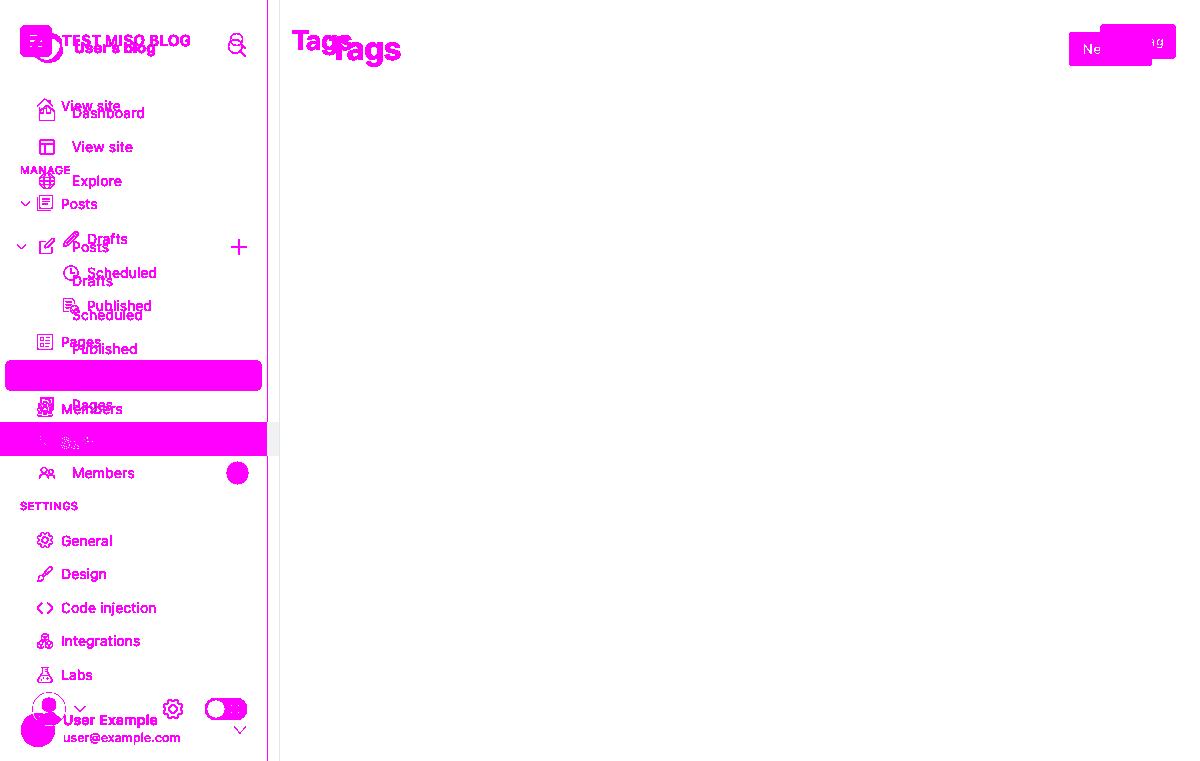 TEST MISO BLOG
user's blog
Tags
Tags
Ne
ag
View site
Dashboard
View site
MANAGE
Explore
Posts
Drafts
Posts
Scheduled
Drafts
Published
Scheduled
Pages
Published
Pages
Members
Members
SETTINGS
General
Design
Code injection
Integrations
Labs
User Example
user@example.com